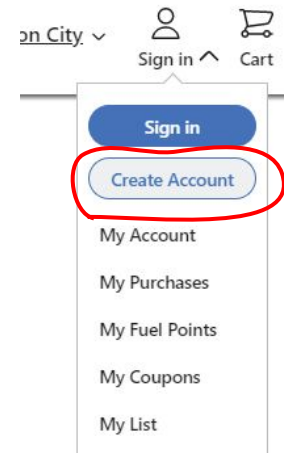 on City
Sign in Cart
Sign in
Create Account
My Account
My Purchases
My Fuel Points
My Coupons
My List